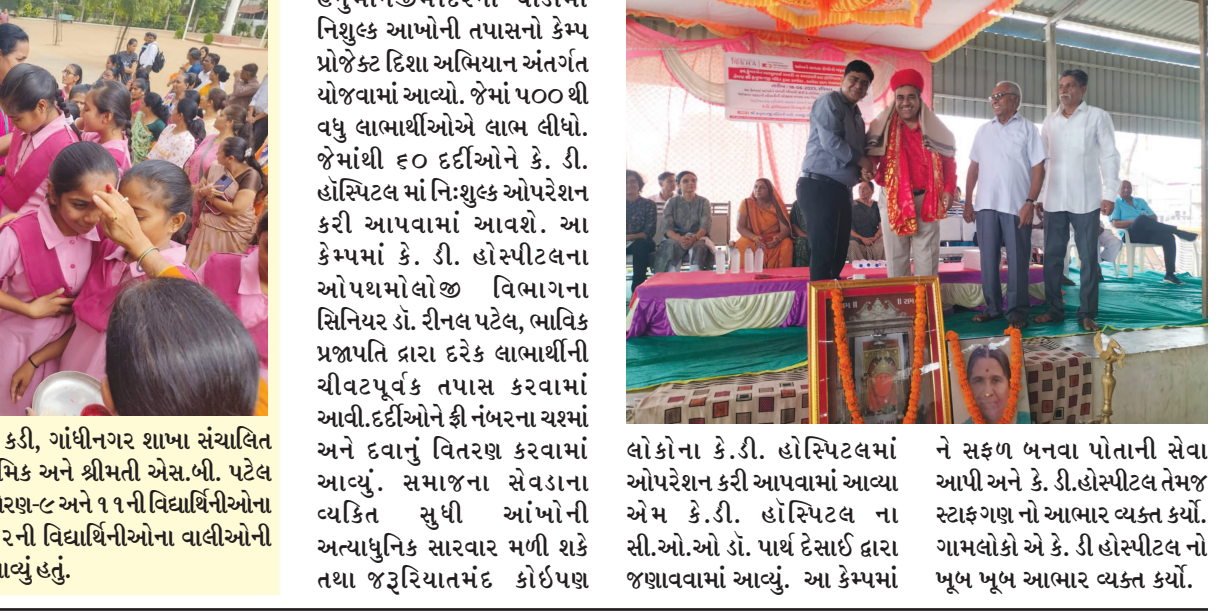 કડી, ગાંધીનગર શાખા સંચાલિત
મિક અને શ્રીમતી એસ.બી. પટેલ
ોરણ-૯ અને ૧૧ની વિદ્યાર્થિનીઓના
૨ની વિદ્યાર્થિનીઓના વાલીઓની
ાવ્યું હતું.
નિશુલ્ક આખોની તપાસનો કેમ્પ
પ્રોજેક્ટ દિશા અભિયાન અંતર્ગત
યોજવામાં આવ્યો. જેમાં ૫૦૦ થી
વધુ લાભાર્થીઓએ લાભ લીધો.
જેમાંથી ૬૦ દર્દીઓને કે. ડી.
હૉસ્પિટલ માં નિઃશુલ્ક ઓપરેશન
કરી આપવામાં આવશે. આ
કેમ્પમાં કે. ડી. હોસ્પીટલના
ઓપથમોલોજી વિભાગના
સિનિયર ડૉ. રીનલ પટેલ, ભાવિક
પ્રજાપતિ દ્રારા દરેક લાભાર્થીની
ચીવટપૂર્વક તપાસ કરવામાં
આવી.દર્દીઓને ફ્રી નંબરના ચશ્માં
અને દવાનું વિતરણ કરવામાં
આવ્યું. સમાજના સેવડાના
વ્યકિત સુધી આંખોની
અત્યાધુનિક સારવાર મળી શકે
તથા જરૂરિયાતમંદ કોઇપણ
લોકોના કે.ડી. હોસ્પિટલમાં
ઓપરેશન કરી આપવામાં આવ્યા
એમ કે.ડી. હૉસ્પિટલ ના
સી.ઓ.ઓ ડૉ. પાર્થ દેસાઈ દ્વારા
જણાવવામાં આવ્યું. આ કેમ્પમાં
ને સફળ બનવા પોતાની સેવા
આપી અને કે. ડી.હોસ્પીટલ તેમજ
સ્ટાફગણ નો આભાર વ્યક્ત કર્યો.
ગામલોકો એ કે. ડી હોસ્પીટલ નો
ખૂબ ખૂબ આભાર વ્યક્ત કર્યો.